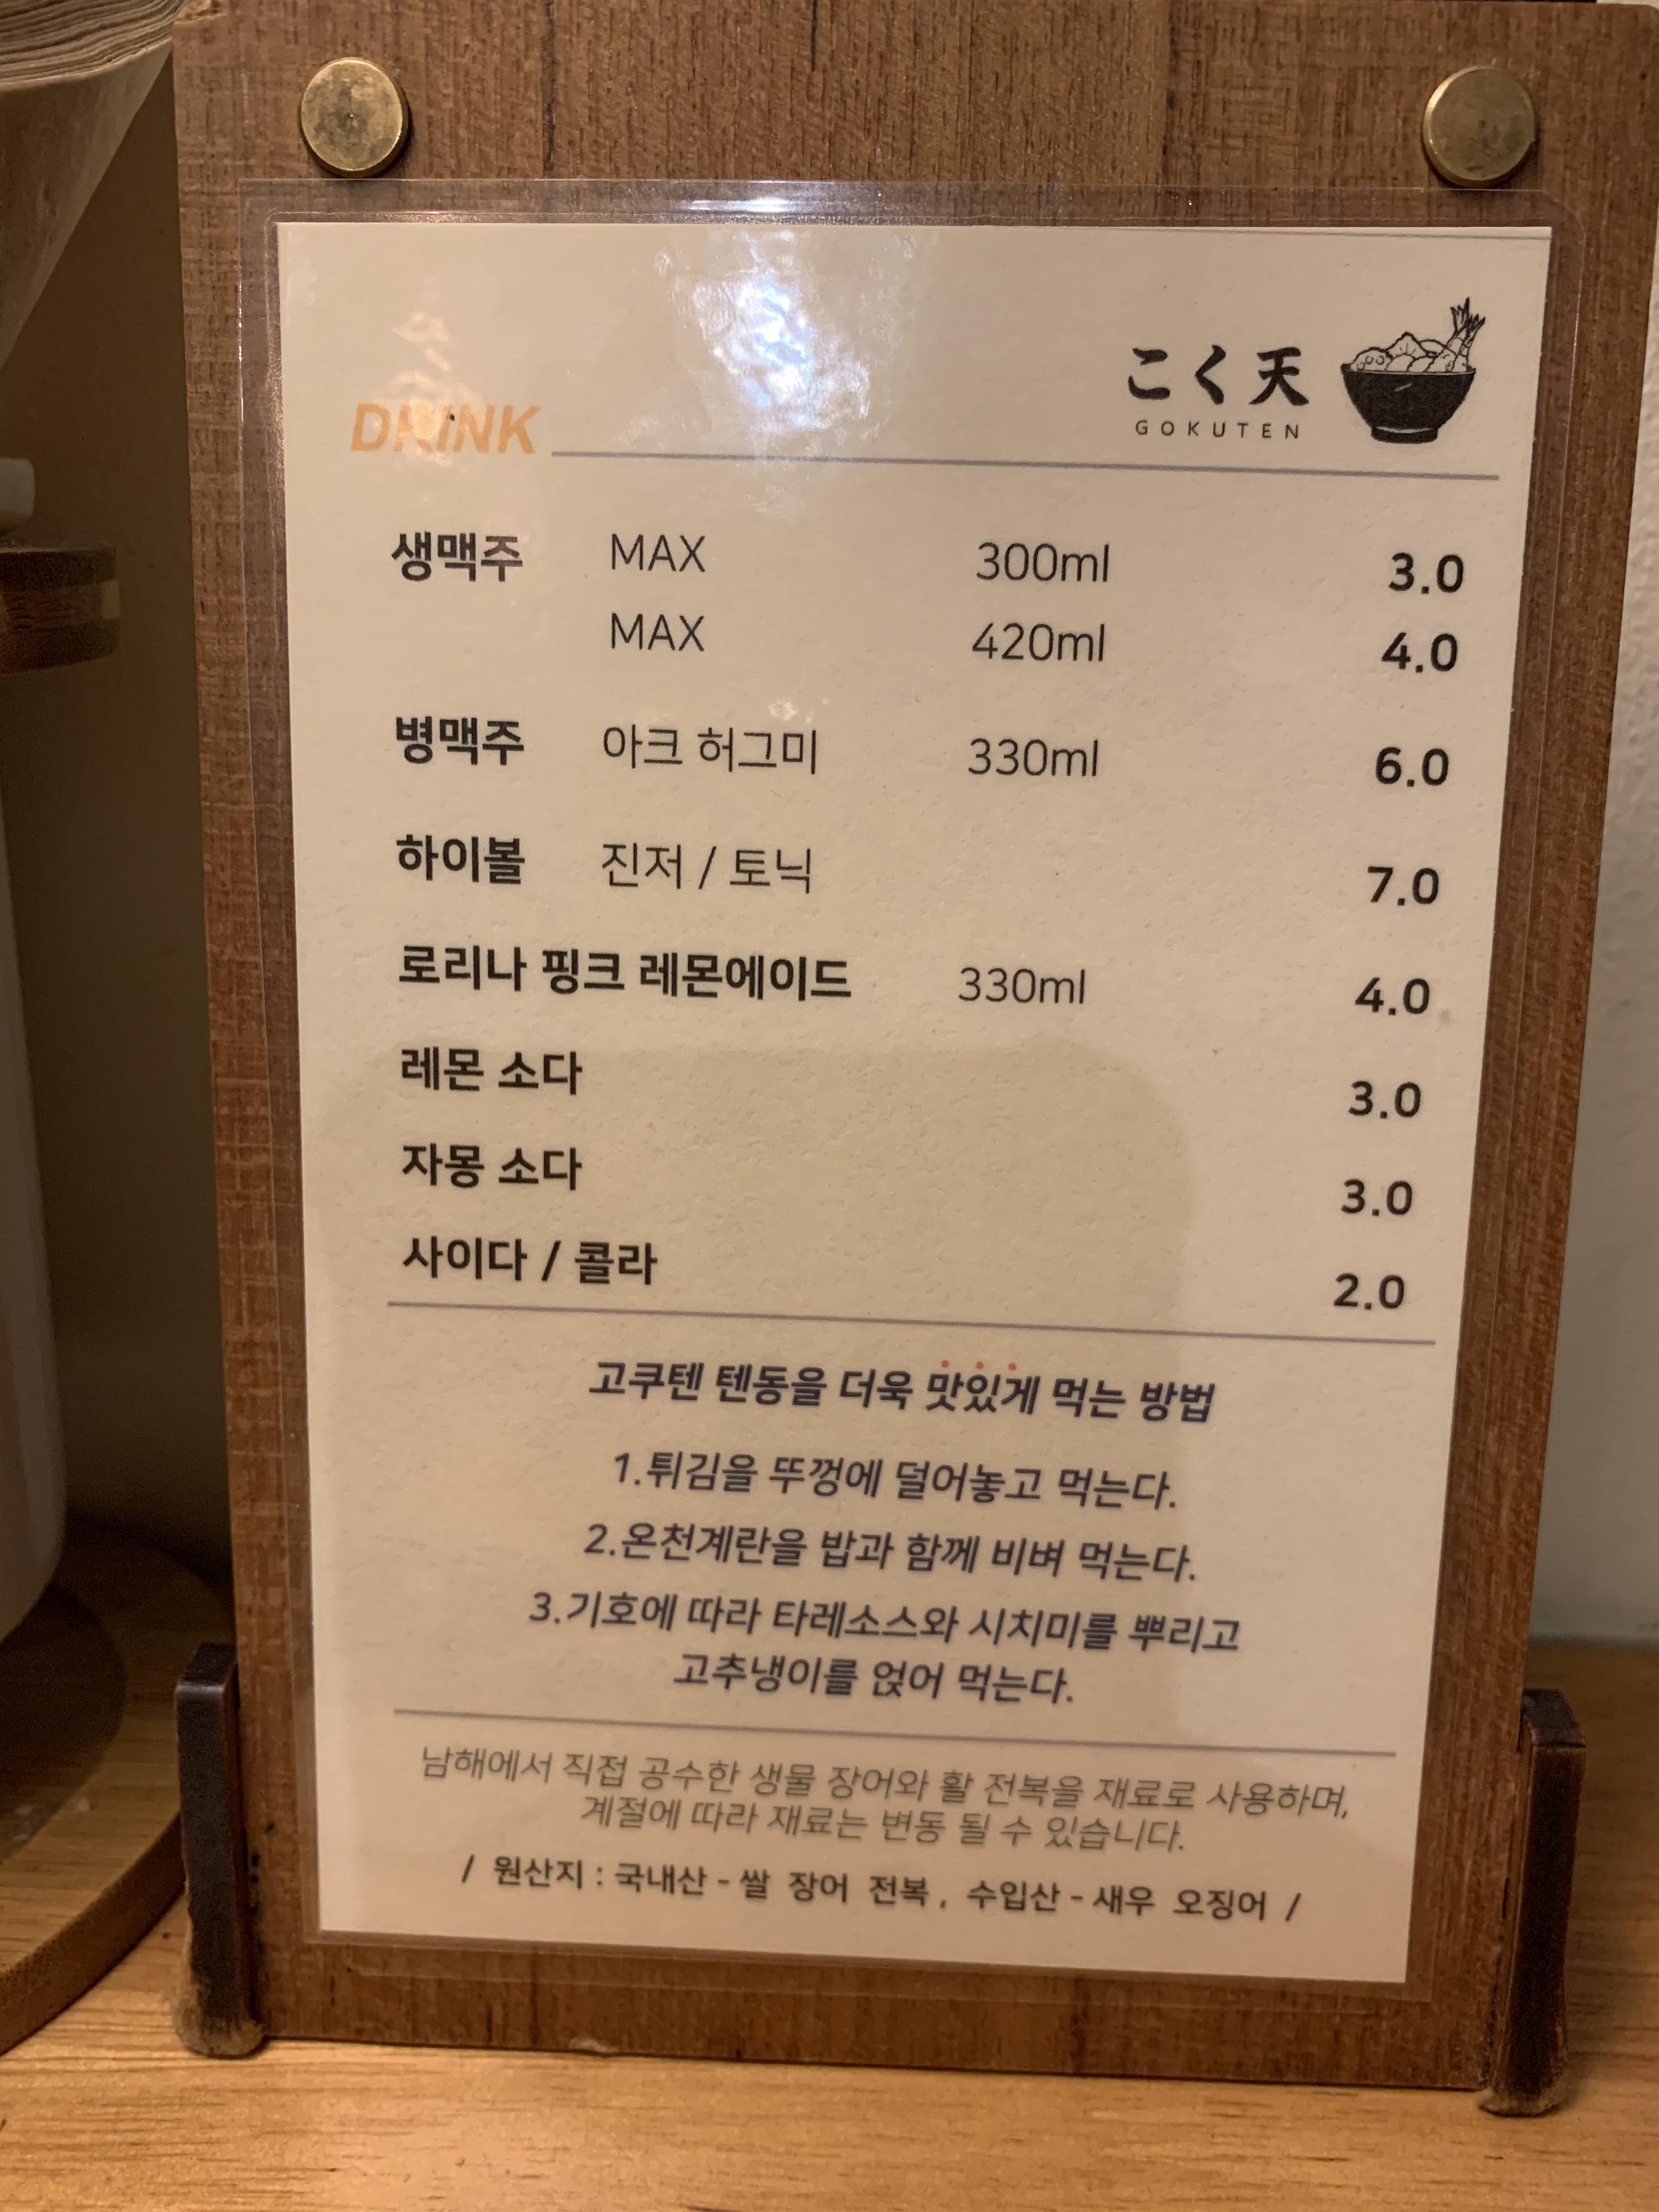 こく天
GOKUTEN
DRINK
생맥주 MAX 300ml 3.0
MAX 420ml 4.0
병맥주 아크 허그미 330ml 6.0
하이볼 진저 / 토닉 7.0
로리나 핑크 레몬에이드 330ml 4.0
레몬 소다 3.0
자몽 소다 3.0
사이다 / 콜라 2.0
고쿠텐 텐동을 더욱 맛있게 먹는 방법
1.튀김을 뚜껑에 덜어놓고 먹는다.
2.온천계란을 밥과 함께 비벼 먹는다.
3.기호에 따라 타레소스와 시치미를 뿌리고
고추냉이를 얹어 먹는다.
남해에서 직접 공수한 생물 장어와 활 전복을 재료로 사용하며,
계절에 따라 재료는 변동 될 수 있습니다.
/ 원산지 : 국내산 - 쌀 장어 전복 , 수입산 - 새우 오징어 /